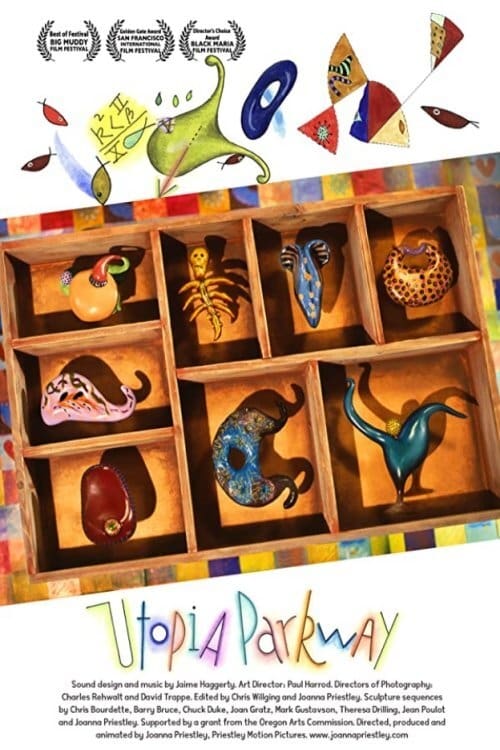 Best of Festival
BIG MUDDY
FILM FESTIVAL
Golden Gate Award
SAN FRANCISCO
INTERNATIONAL
FILM FESTIVAL
Director's Choice
Award
BLACK MARIA
FILM FESTIVAL
Utopia Parkway
Sound design and music by Jaime Haggerty. Art Director: Paul Harrod. Directors of Photography:
Charles Rehwalt and David Trappe. Edited by Chris Willging and Joanna Priestley. Sculpture sequences
by Chris Bourdette, Barry Bruce, Chuck Duke, Joan Gratz, Mark Gustavson, Theresa Drilling, Jean Poulot
and Joanna Priestley. Supported by a grant from the Oregon Arts Commission. Directed, produced and
animated by Joanna Priestley, Priestley Motion Pictures. www.joannapriestley.com